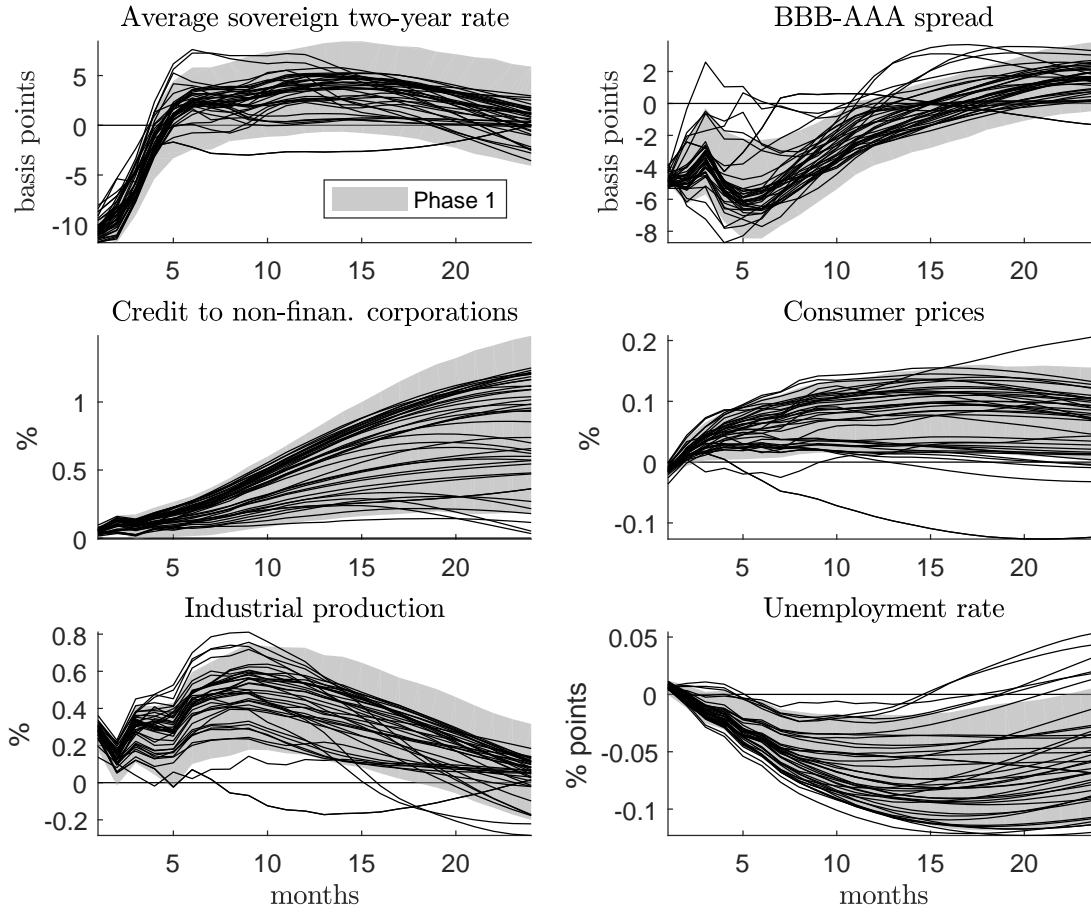 Average sovereign two-year rate
basis points
5
0
-5
-10
Phase 1
5 10 15 20
BBB-AAA spread
basis points
2
0
-2
-4
-6
-8
5 10 15 20
Credit to non-finan. corporations
%
1
0.5
0
5 10 15 20
Consumer prices
%
0.2
0.1
0
-0.1
5 10 15 20
Industrial production
%
0.8
0.6
0.4
0.2
0
-0.2
5 10 15 20
months
Unemployment rate
% points
0.05
0
-0.05
-0.1
5 10 15 20
months